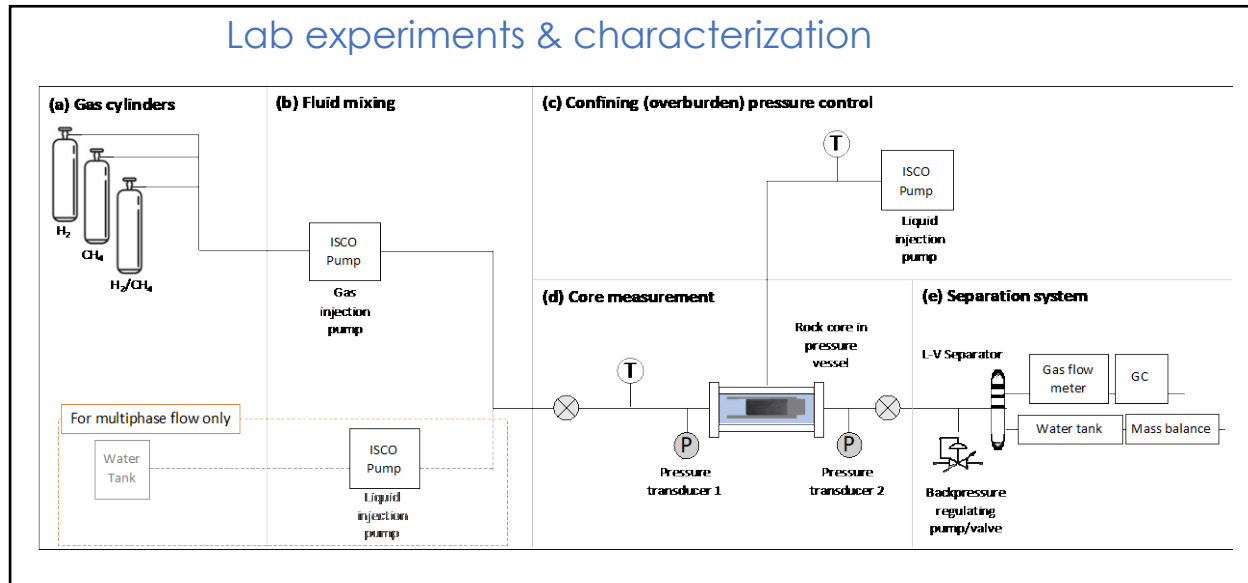 Lab experiments & characterization
(a) Gas cylinders
H₂
CH₄
H₂/CH₄
(b) Fluid mixing
ISCO
Pump
Gas
injection
pump
For multiphase flow only
Water
Tank
ISCO
Pump
Liquid
injection
pump
(c) Confining (overburden) pressure control
T
ISCO
Pump
Liquid
injection
pump
(d) Core measurement
T
Rock core in
pressure
vessel
P
Pressure
transducer 1
P
Pressure
transducer 2
(e) Separation system
L-V Separator
Gas flow
meter
GC
Water tank
Mass balance
Backpressure
regulating
pump/valve